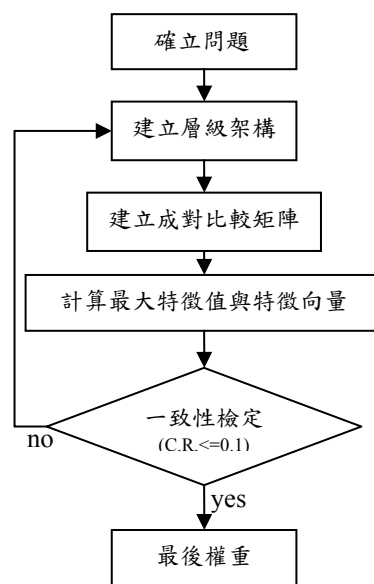 確立問題
建立層級架構
建立成對比較矩陣
計算最大特徵值與特徵向量
一致性檢定
(C.R.<=0.1)
no
yes
最後權重